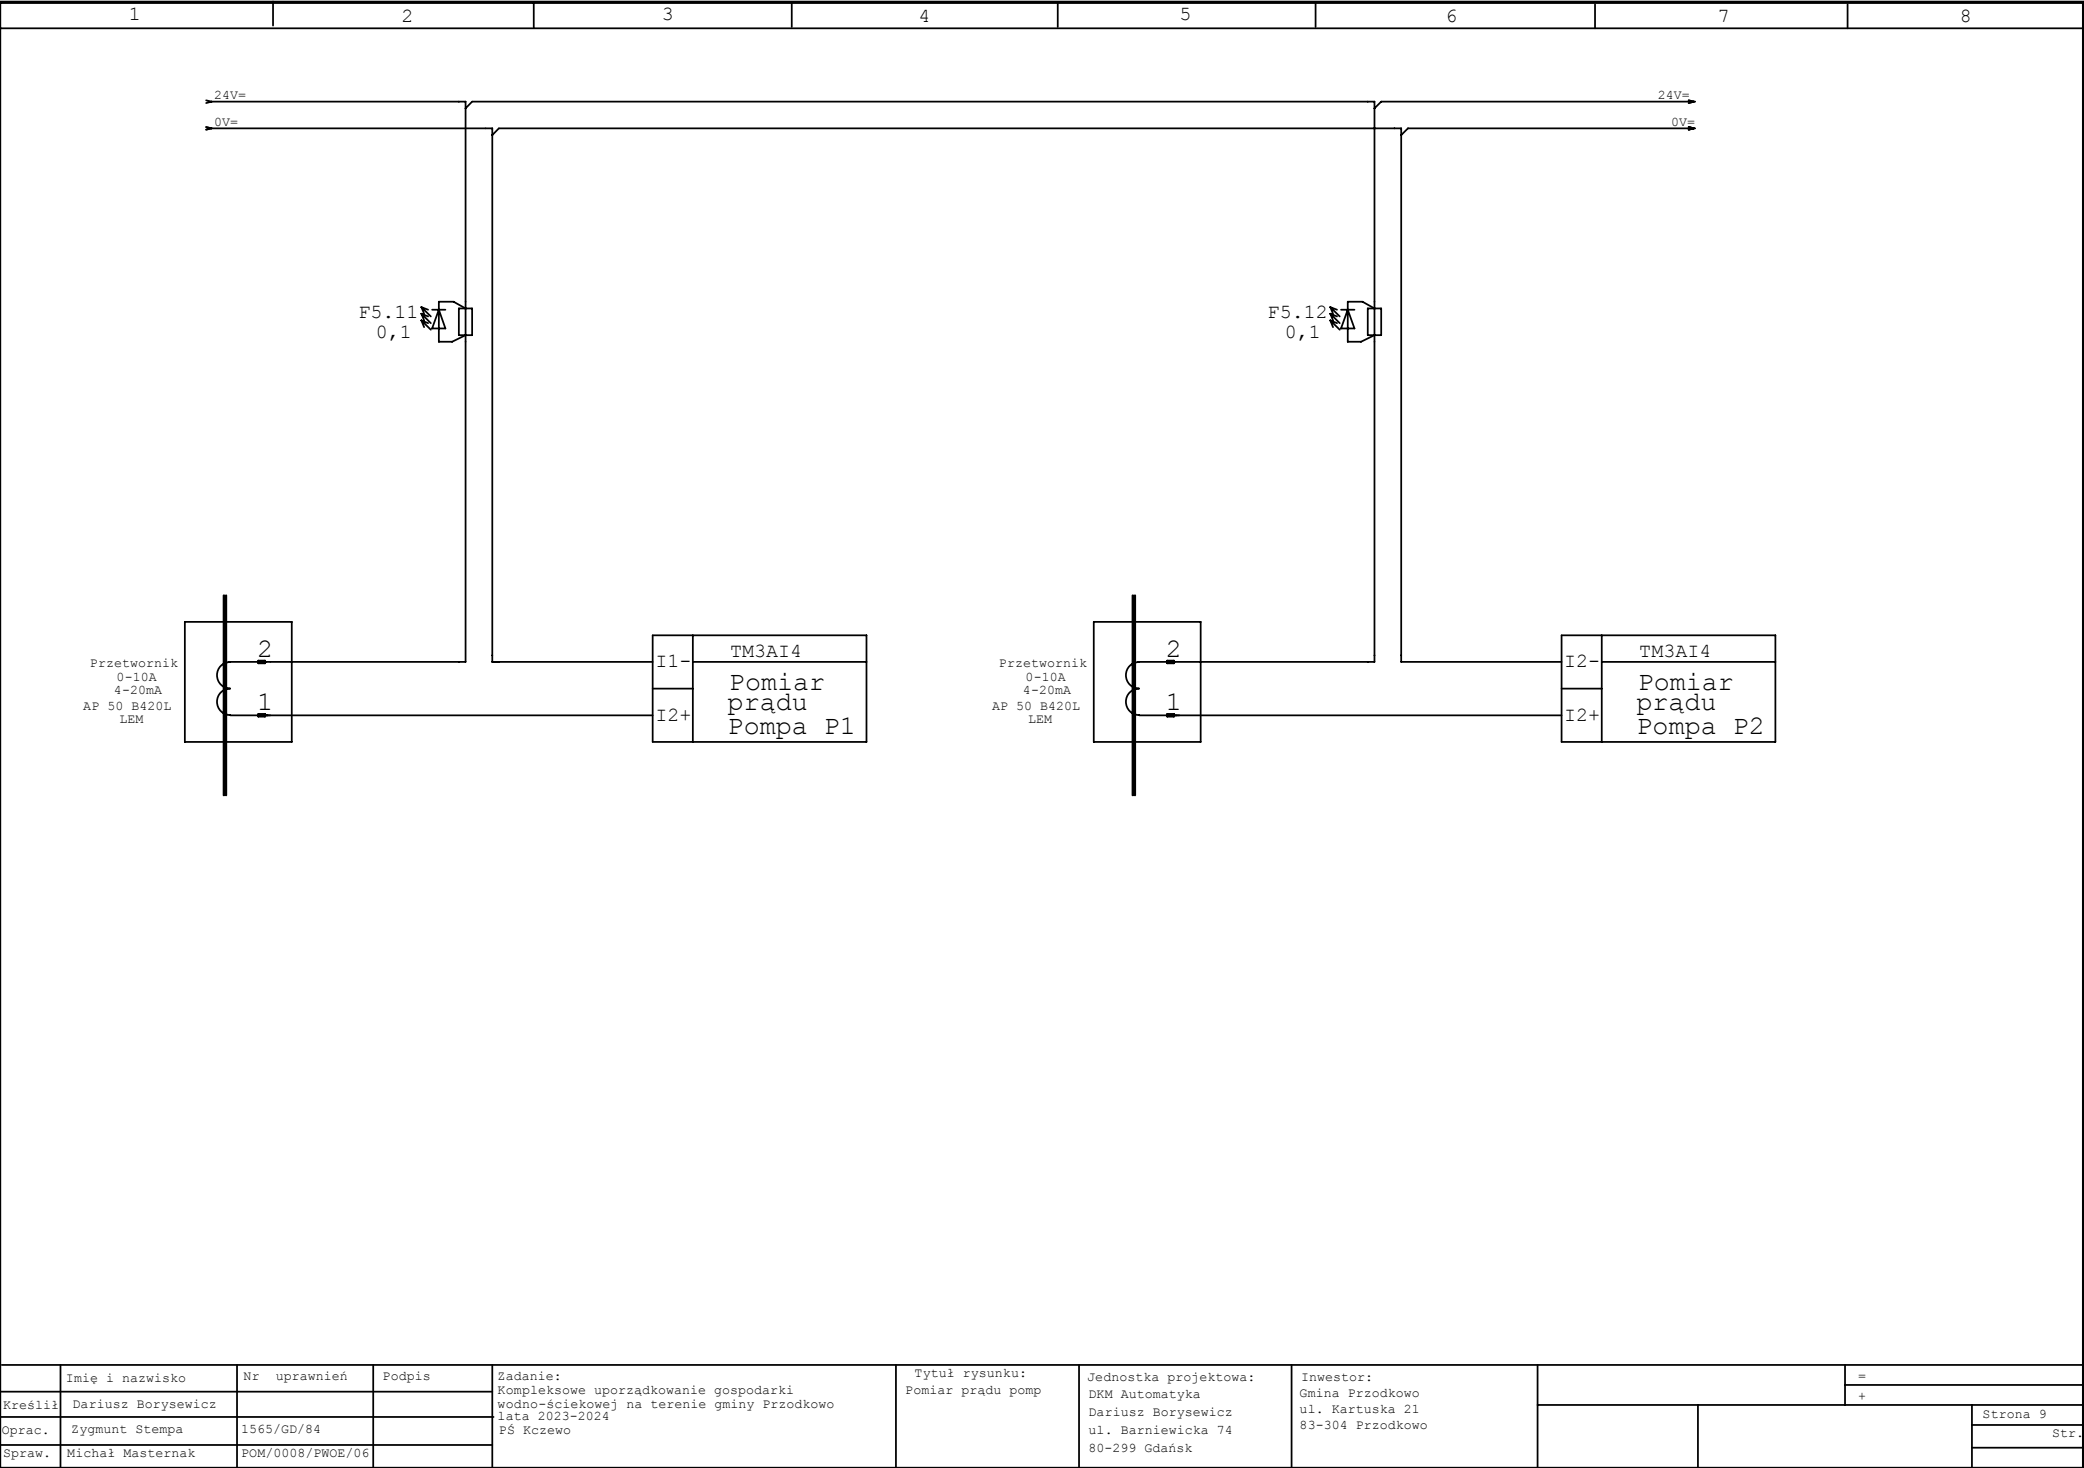 1 2 3 4 5 6 7 8
24V= 24V=
0V= 0V=
F5.11
0,1
F5.12
0,1
Przetwornik
0-10A
4-20mA
AP 50 B420L
LEM
2
1
I1-
I2+
TM3AI4
Pomiar
prądu
Pompa P1
Przetwornik
0-10A
4-20mA
AP 50 B420L
LEM
2
1
I2-
I2+
TM3AI4
Pomiar
prądu
Pompa P2
Imię i nazwisko Nr uprawnień Podpis
Kreślił Dariusz Borysewicz
Oprac. Zygmunt Stempa 1565/GD/84
Spraw. Michał Masternak POM/0008/PWOE/06
Zadanie:
Kompleksowe uporządkowanie gospodarki
wodno-ściekowej na terenie gminy Przodkowo
lata 2023-2024
PŚ Kczewo
Tytuł rysunku:
Pomiar prądu pomp
Jednostka projektowa:
DKM Automatyka
Dariusz Borysewicz
ul. Barniewicka 74
80-299 Gdańsk
Inwestor:
Gmina Przodkowo
ul. Kartuska 21
83-304 Przodkowo
=
+
Strona 9
Str.